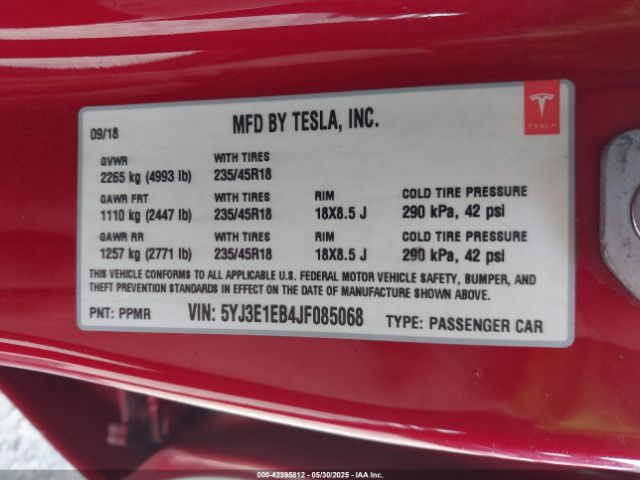 09/18
MFD BY TESLA, INC.
TESLA
GVWR
WITH TIRES
2265 kg (4993 lb)
235/45R18
GAWR FRT
WITH TIRES
RIM
COLD TIRE PRESSURE
1110 kg (2447 lb)
235/45R18
18X8.5 J
290 kPa, 42 psi
GAWR RR
WITH TIRES
RIM
COLD TIRE PRESSURE
1257 kg (2771 lb)
235/45R18
18X8.5 J
290 kPa, 42 psi
THIS VEHICLE CONFORMS TO ALL APPLICABLE U.S. FEDERAL MOTOR VEHICLE SAFETY, BUMPER, AND
THEFT PREVENTION STANDARDS IN EFFECT ON THE DATE OF MANUFACTURE SHOWN ABOVE.
PNT: PPMR
VIN: 5YJ3E1EB4JF085068
TYPE: PASSENGER CAR
000-42395812 - 05/30/2025 - IAA Inc.